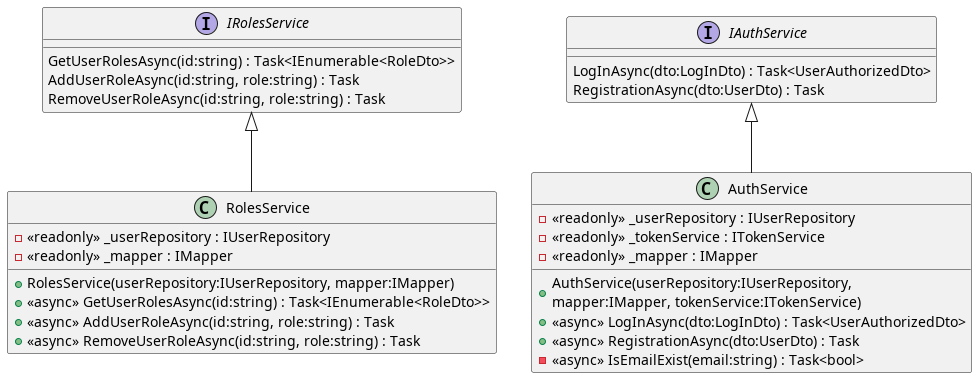 I IRolesService
GetUserRolesAsync(id:string) : Task<IEnumerable<RoleDto>>
AddUserRoleAsync(id:string, role:string) : Task
RemoveUserRoleAsync(id:string, role:string) : Task
I IAuthService
LogInAsync(dto:LogInDto) : Task<UserAuthorizedDto>
RegistrationAsync(dto:UserDto) : Task
C RolesService
«readonly» _userRepository : IUserRepository
«readonly» _mapper : IMapper
RolesService(userRepository:IUserRepository, mapper:IMapper)
«async» GetUserRolesAsync(id:string) : Task<IEnumerable<RoleDto>>
«async» AddUserRoleAsync(id:string, role:string) : Task
«async» RemoveUserRoleAsync(id:string, role:string) : Task
C AuthService
«readonly» _userRepository : IUserRepository
«readonly» _tokenService : ITokenService
«readonly» _mapper : IMapper
AuthService(userRepository:IUserRepository,
mapper:IMapper, tokenService:ITokenService)
«async» LogInAsync(dto:LogInDto) : Task<UserAuthorizedDto>
«async» RegistrationAsync(dto:UserDto) : Task
«async» IsEmailExist(email:string) : Task<bool>